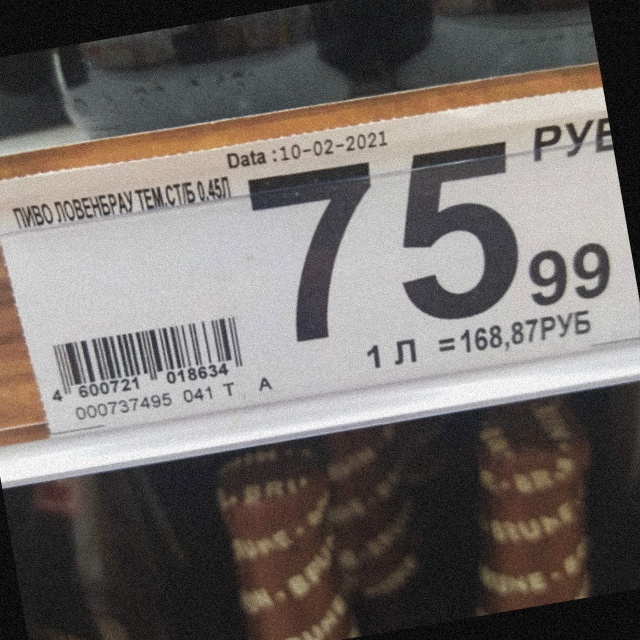 Data :10-02-2021
ПИВО ЛОВЕНБРАУ ТЕМ.СТ/Б 0.45Л
75 99 РУБ
1 Л =168,87РУБ
4 600721 018634
000737495 041 Т А